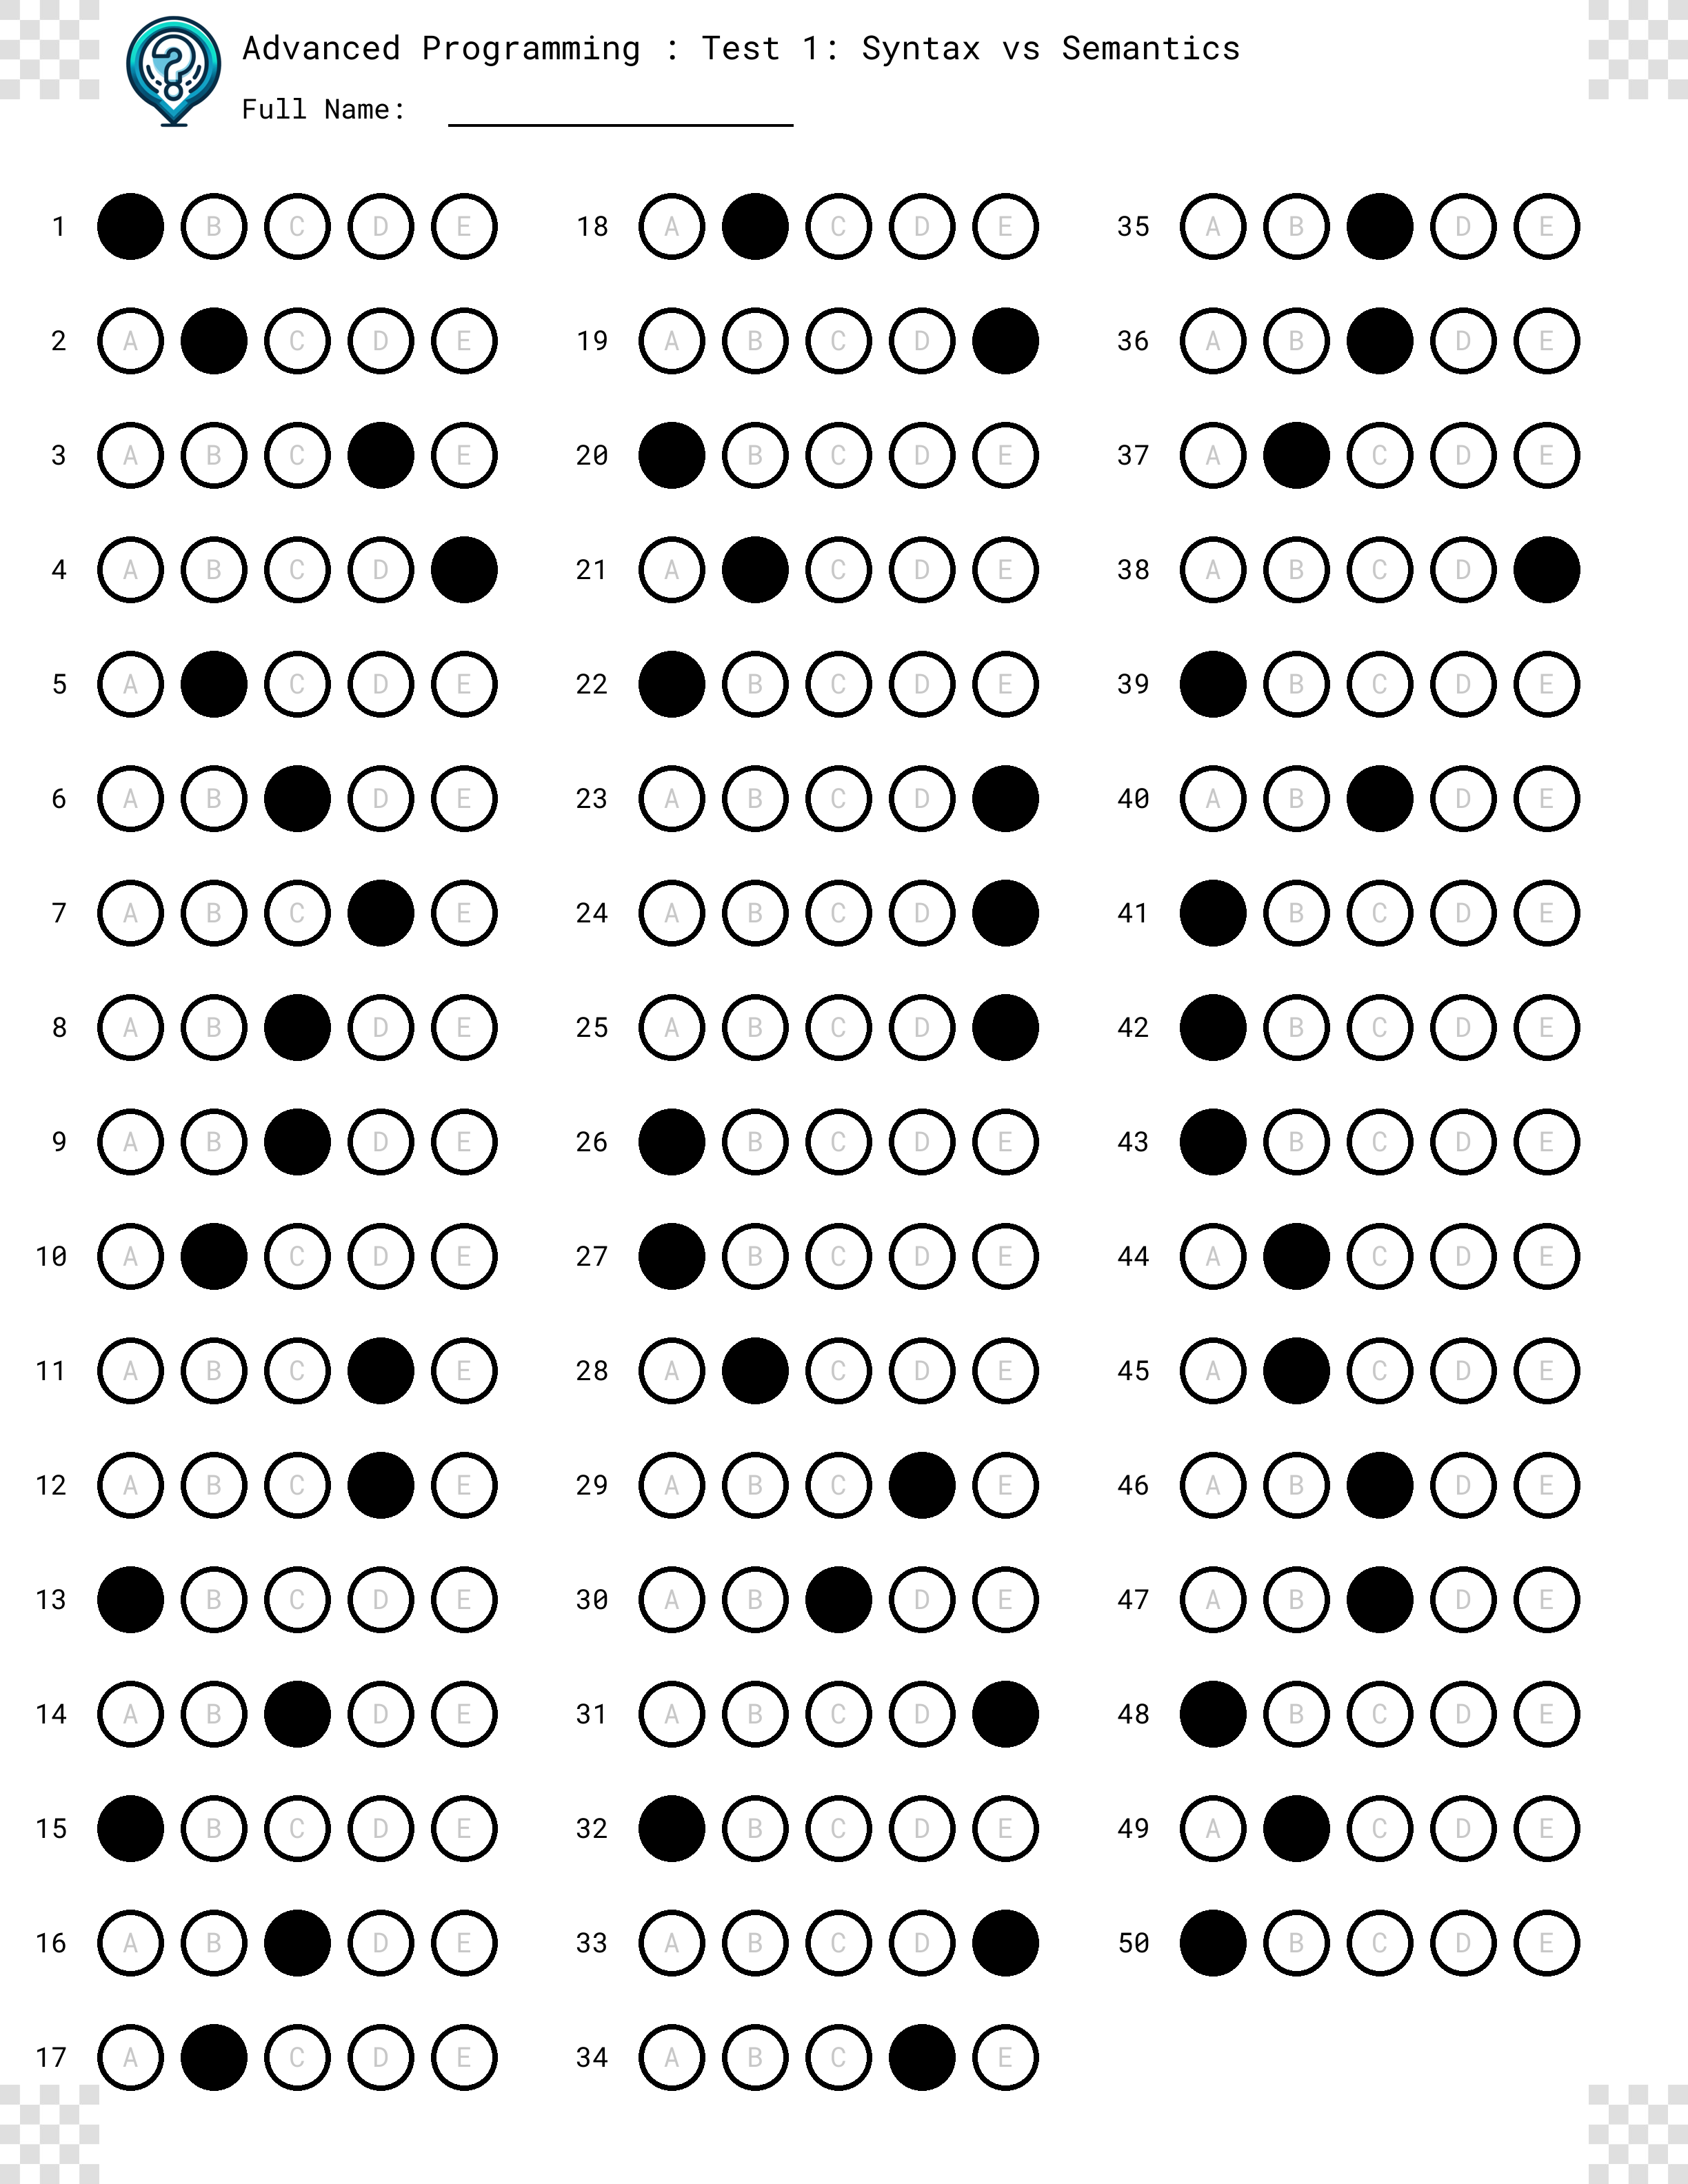 Advanced Programming : Test 1: Syntax vs Semantics
Full Name:
1 B C D E
2 A C D E
3 A B C E
4 A B C D
5 A C D E
6 A B D E
7 A B C E
8 A B D E
9 A B D E
10 A C D E
11 A B C E
12 A B C E
13 B C D E
14 A B D E
15 B C D E
16 A B D E
17 A C D E
18 A C D E
19 A B C D
20 B C D E
21 A C D E
22 B C D E
23 A B C D
24 A B C D
25 A B C D
26 B C D E
27 B C D E
28 A C D E
29 A B C E
30 A B D E
31 A B C D
32 B C D E
33 A B C D
34 A B C E
35 A B D E
36 A B D E
37 A C D E
38 A B C D
39 B C D E
40 A B D E
41 B C D E
42 B C D E
43 B C D E
44 A C D E
45 A C D E
46 A B D E
47 A B D E
48 B C D E
49 A C D E
50 B C D E